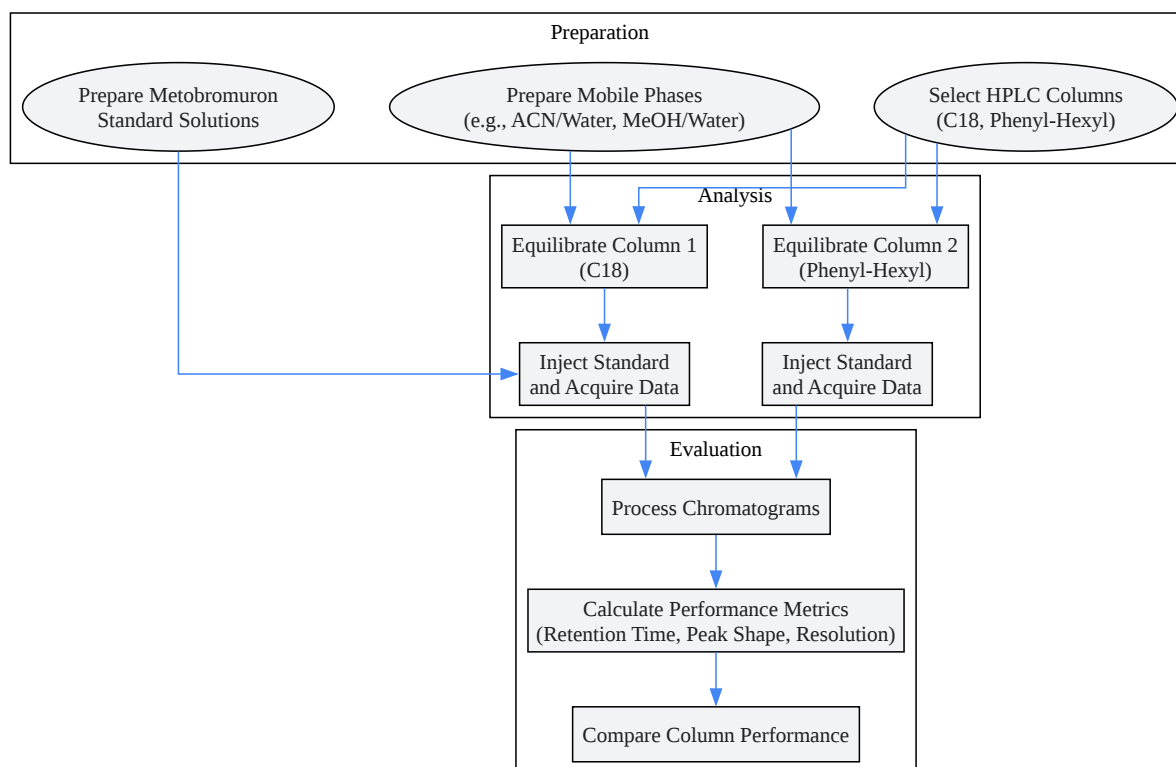 Preparation
Prepare Metobromuron
Standard Solutions
Prepare Mobile Phases
(e.g., ACN/Water, MeOH/Water)
Select HPLC Columns
(C18, Phenyl-Hexyl)
Analysis
Equilibrate Column 1
(C18)
Equilibrate Column 2
(Phenyl-Hexyl)
Inject Standard
and Acquire Data
Inject Standard
and Acquire Data
Evaluation
Process Chromatograms
Calculate Performance Metrics
(Retention Time, Peak Shape, Resolution)
Compare Column Performance